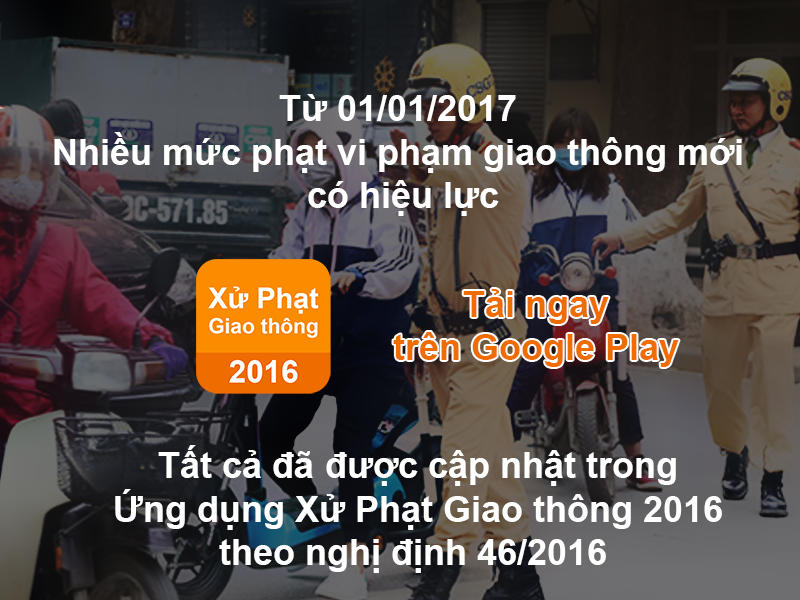 Từ 01/01/2017
Nhiều mức phạt vi phạm giao thông mới
có hiệu lực
C-571.85
Xử Phạt
Giao thông
2016
Tải ngay
trên Google Play
Tất cả đã được cập nhật trong
Ứng dụng Xử Phạt Giao thông 2016
theo nghị định 46/2016